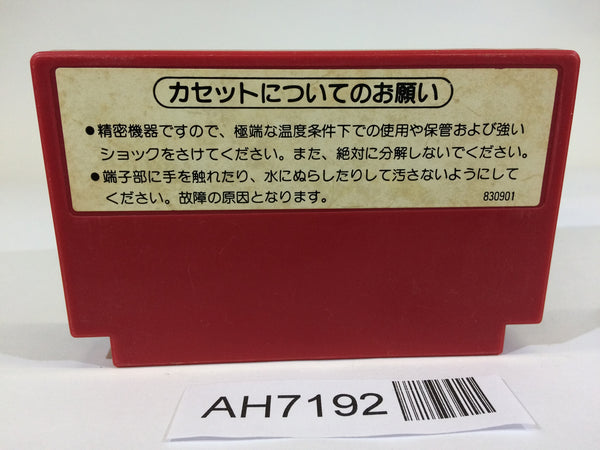 カセットについてのお願い
●精密機器ですので、極端な温度条件下での使用や保管および強い
ショックをさけてください。また、絶対に分解しないでください。
●端子部に手を触れたり、水にぬらしたりして汚さないようにして
ください。故障の原因となります。 830901
AH7192